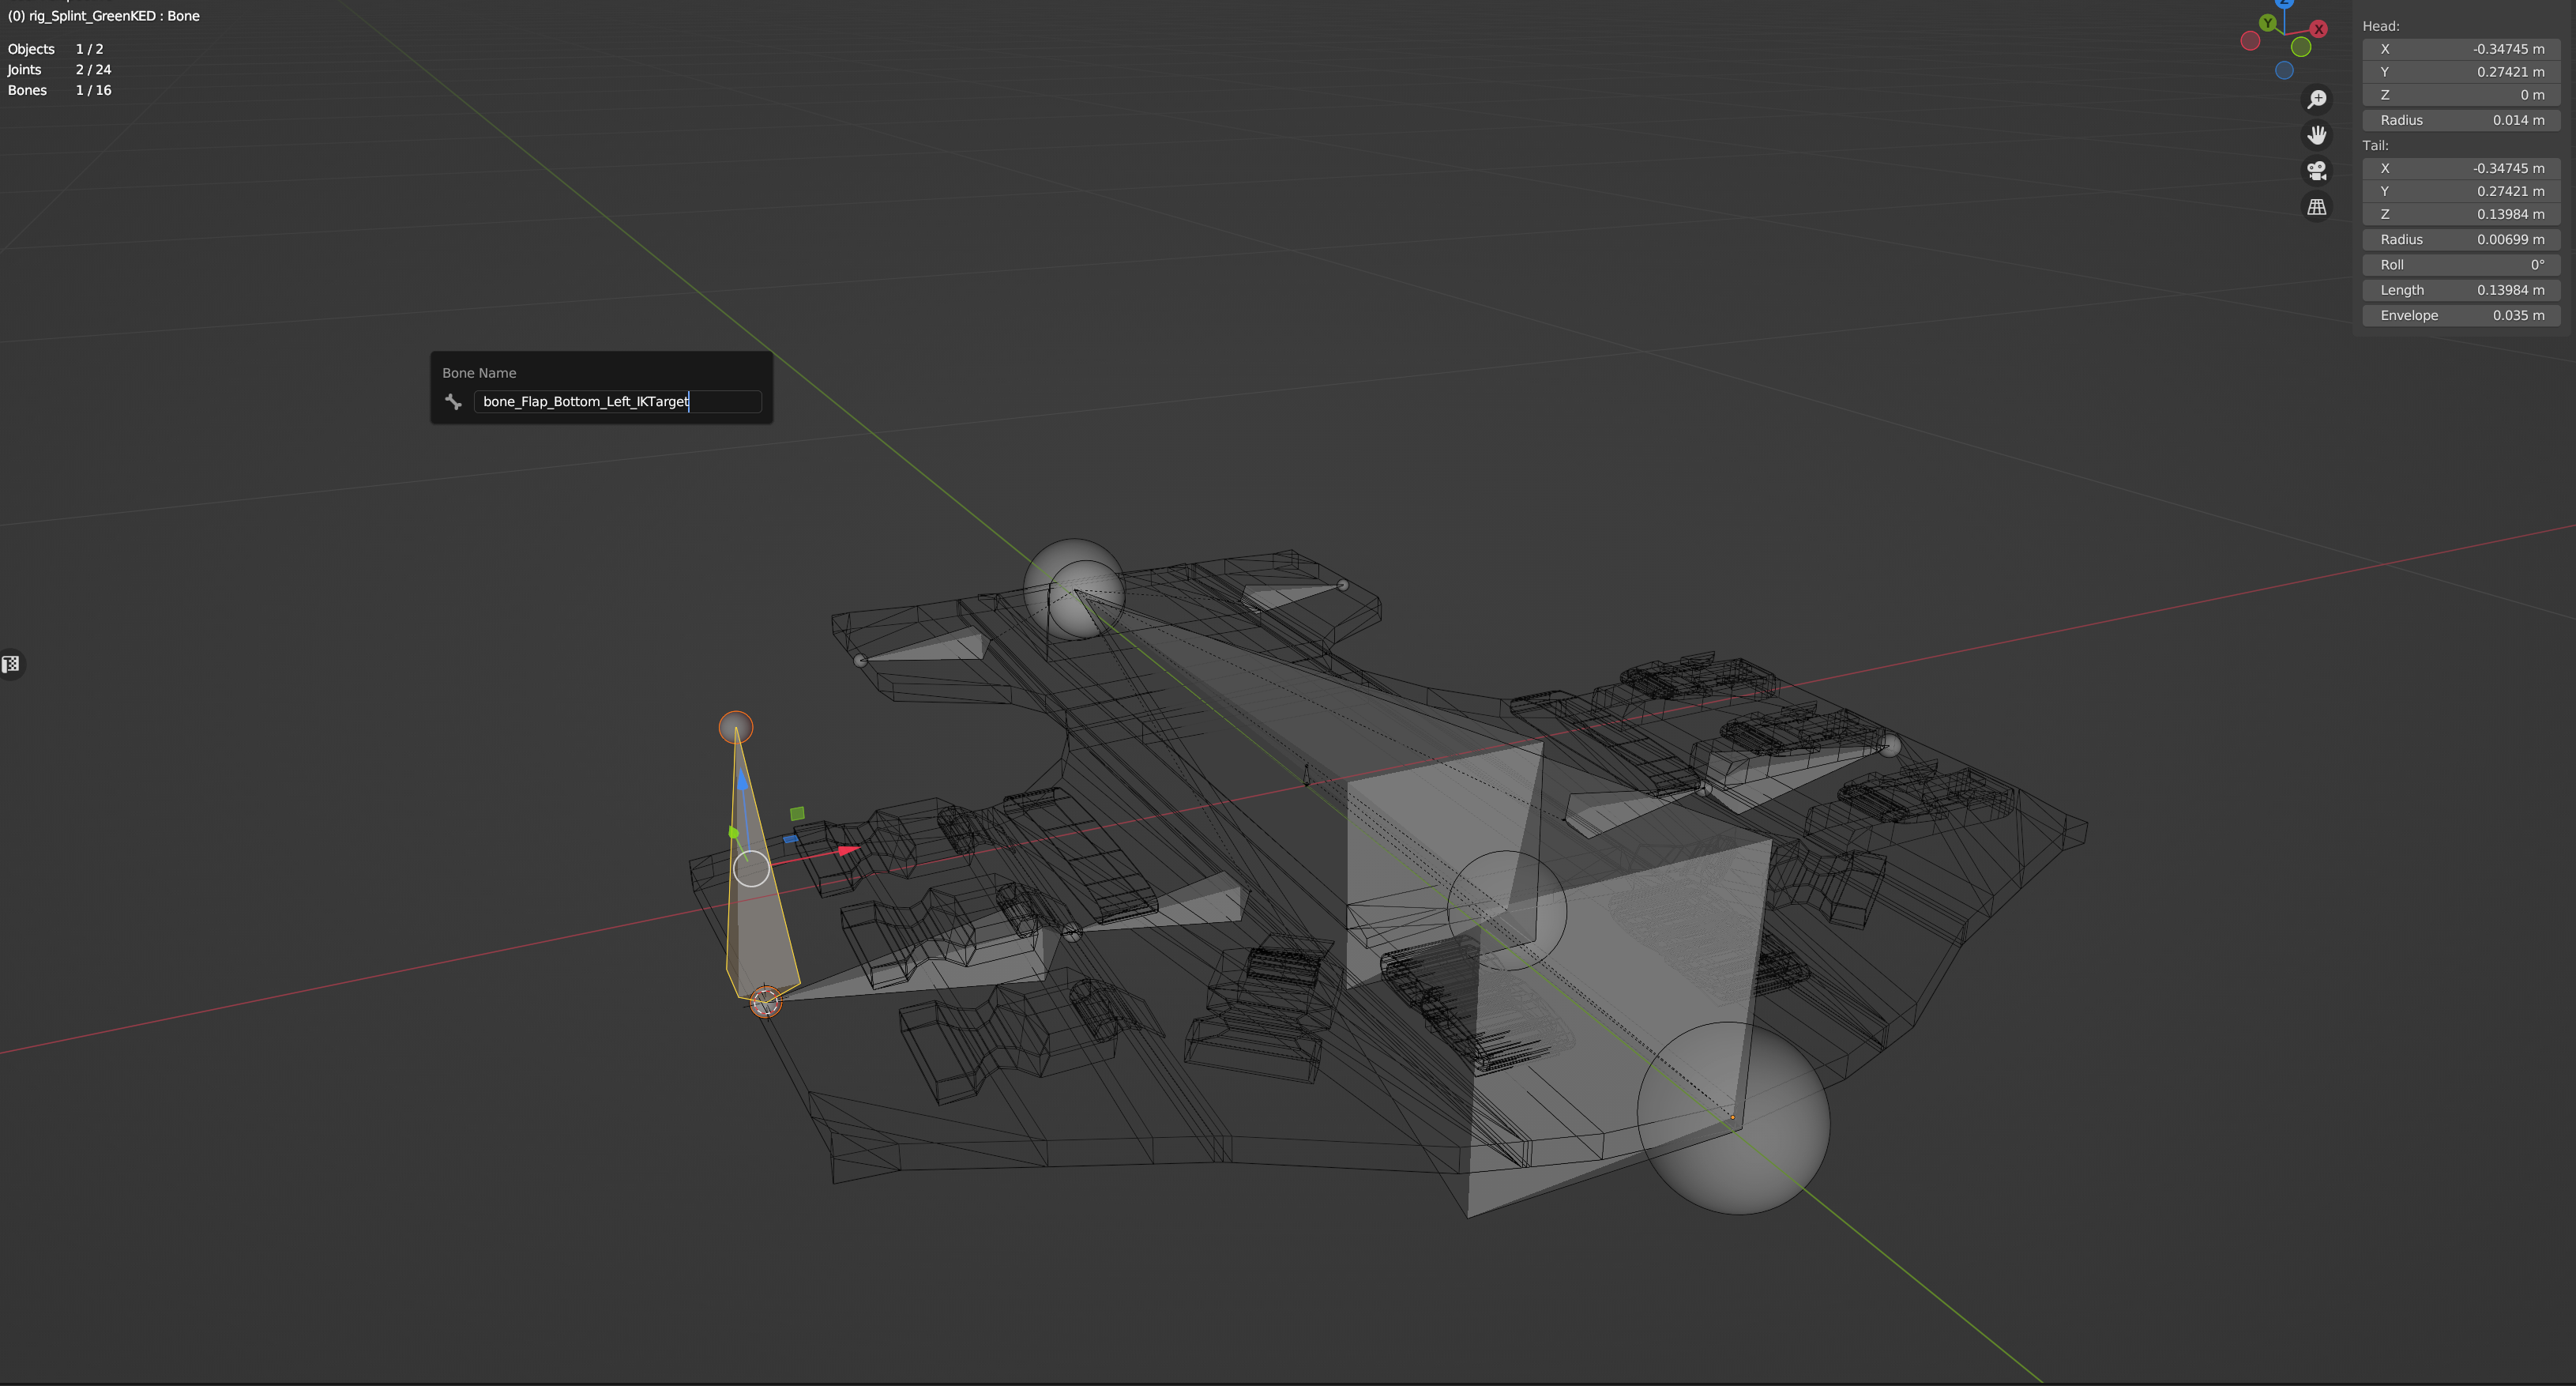 (0) rig_Splint_GreenKED : Bone
Objects 1 / 2
Joints 2 / 24
Bones 1 / 16
Bone Name
bone_Flap_Bottom_Left_IKTarget
Z
Y
X
Head:
X -0.34745 m
Y 0.27421 m
Z 0 m
Radius 0.014 m
Tail:
X -0.34745 m
Y 0.27421 m
Z 0.13984 m
Radius 0.00699 m
Roll 0°
Length 0.13984 m
Envelope 0.035 m